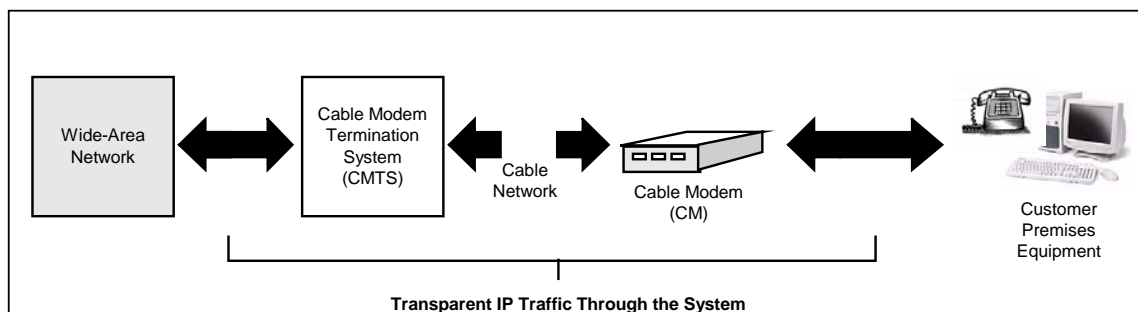 Wide-Area
Network
Cable Modem
Termination
System
(CMTS)
Cable
Network
Cable Modem
(CM)
Customer
Premises
Equipment
Transparent IP Traffic Through the System